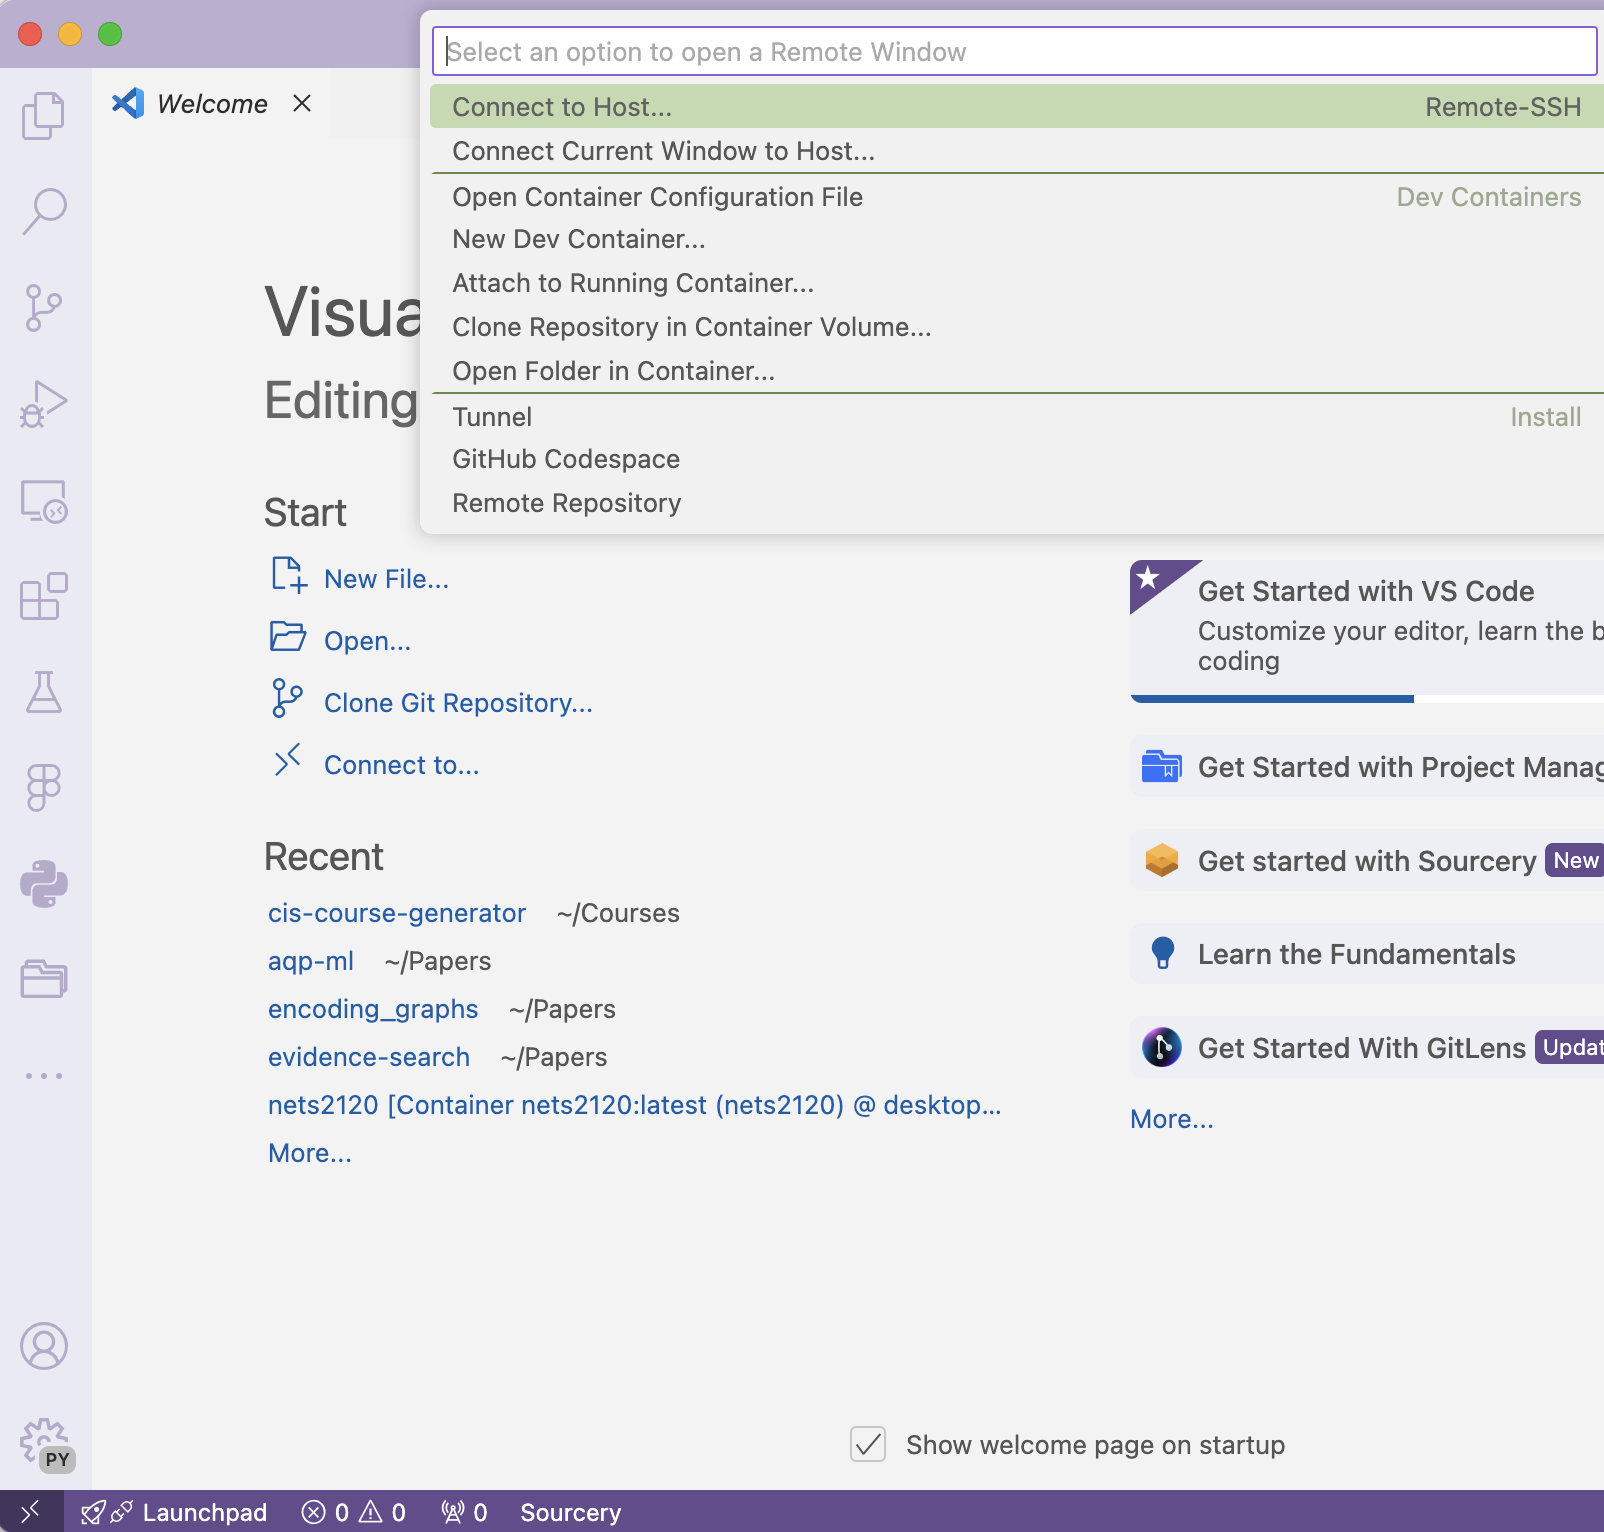 Select an option to open a Remote Window
Connect to Host... Remote-SSH
Connect Current Window to Host...
Open Container Configuration File Dev Containers
New Dev Container...
Attach to Running Container...
Clone Repository in Container Volume...
Open Folder in Container...
Tunnel Install
GitHub Codespace
Remote Repository
Welcome
Visua
Editing
Start
New File...
Open...
Clone Git Repository...
Connect to...
Recent
cis-course-generator ~/Courses
aqp-ml ~/Papers
encoding_graphs ~/Papers
evidence-search ~/Papers
nets2120 [Container nets2120:latest (nets2120) @ desktop...
More...
Get Started with VS Code
Customize your editor, learn the b
coding
Get Started with Project Manag
Get started with Sourcery New
Learn the Fundamentals
Get Started With GitLens Updat
More...
Show welcome page on startup
PY
Launchpad 0 0 0 Sourcery